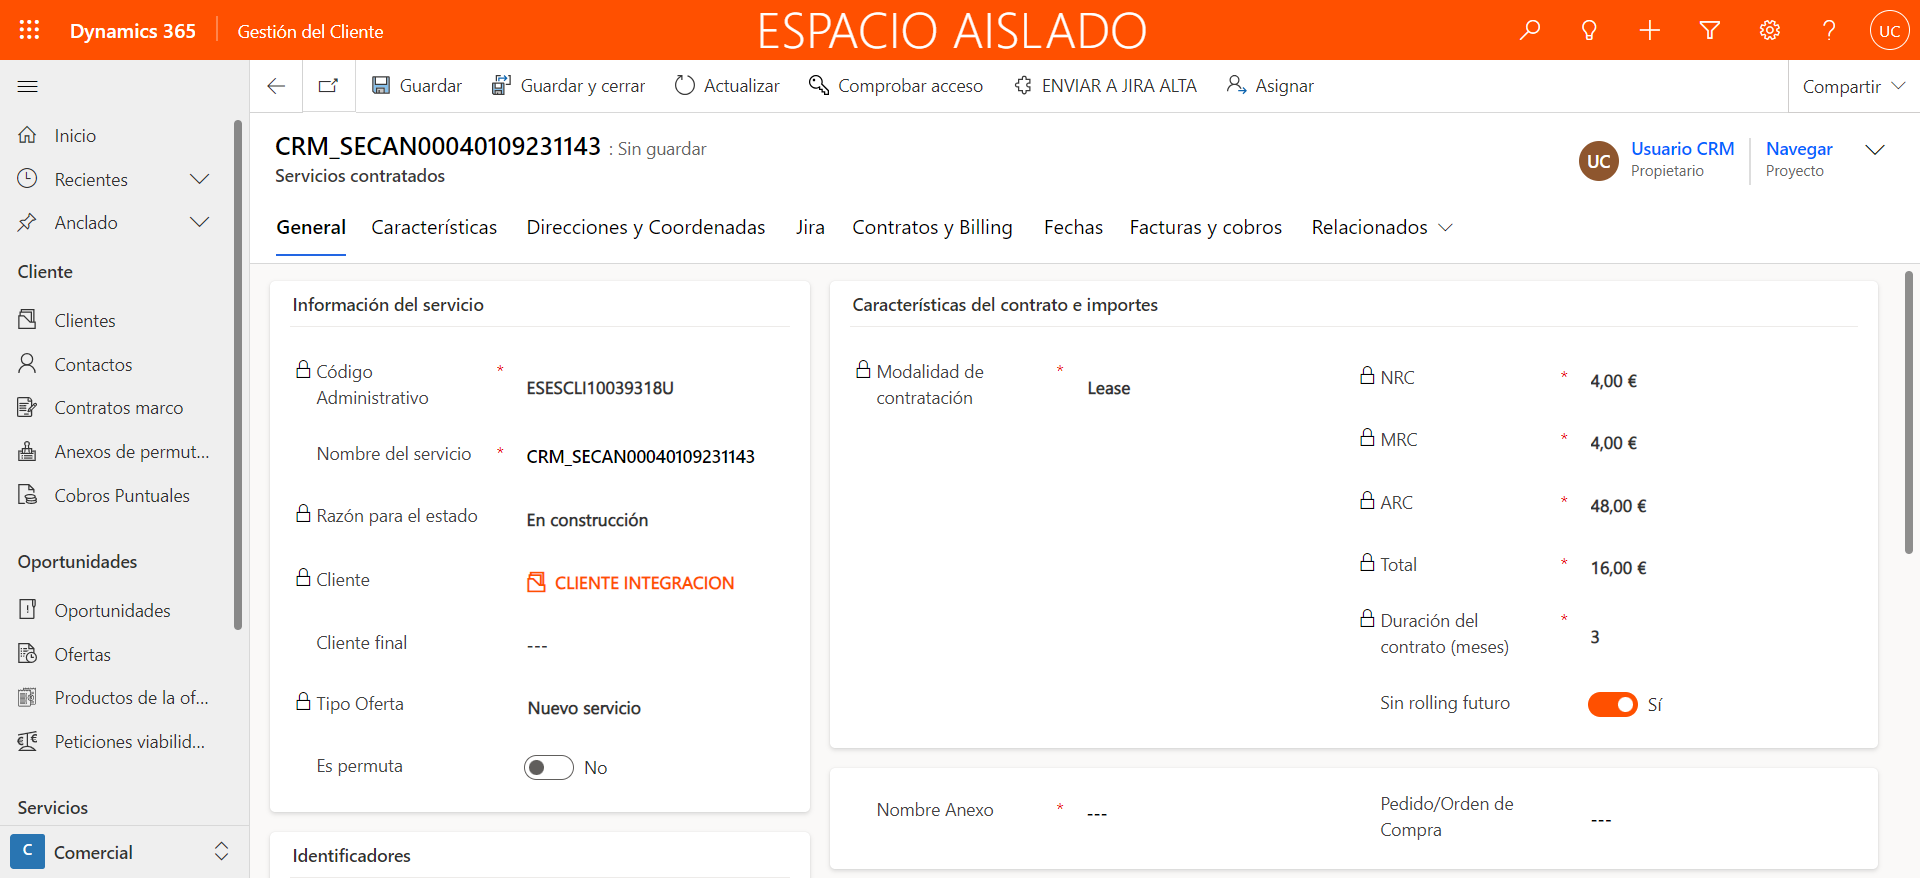 Dynamics 365
Gestión del Cliente
ESPACIO AISLADO
UC
Guardar
Guardar y cerrar
Actualizar
Comprobar acceso
ENVIAR A JIRA ALTA
Asignar
Compartir
Inicio
Recientes
Anclado
Cliente
Clientes
Contactos
Contratos marco
Anexos de permut...
Cobros Puntuales
Oportunidades
Oportunidades
Ofertas
Productos de la of...
Peticiones viabilid...
Servicios
C
Comercial
CRM_SECAN00040109231143 : Sin guardar
Servicios contratados
UC
Usuario CRM
Propietario
Navegar
Proyecto
General
Características
Direcciones y Coordenadas
Jira
Contratos y Billing
Fechas
Facturas y cobros
Relacionados
Información del servicio
Código
Administrativo
*
ESESCLI10039318U
Nombre del servicio
*
CRM_SECAN00040109231143
Razón para el estado
En construcción
Cliente
CLIENTE INTEGRACION
Cliente final
---
Tipo Oferta
Nuevo servicio
Es permuta
No
Identificadores
Características del contrato e importes
Modalidad de
contratación
*
Lease
NRC
*
4,00 €
MRC
*
4,00 €
ARC
*
48,00 €
Total
*
16,00 €
Duración del
contrato (meses)
*
3
Sin rolling futuro
Sí
Nombre Anexo
*
---
Pedido/Orden de
Compra
---